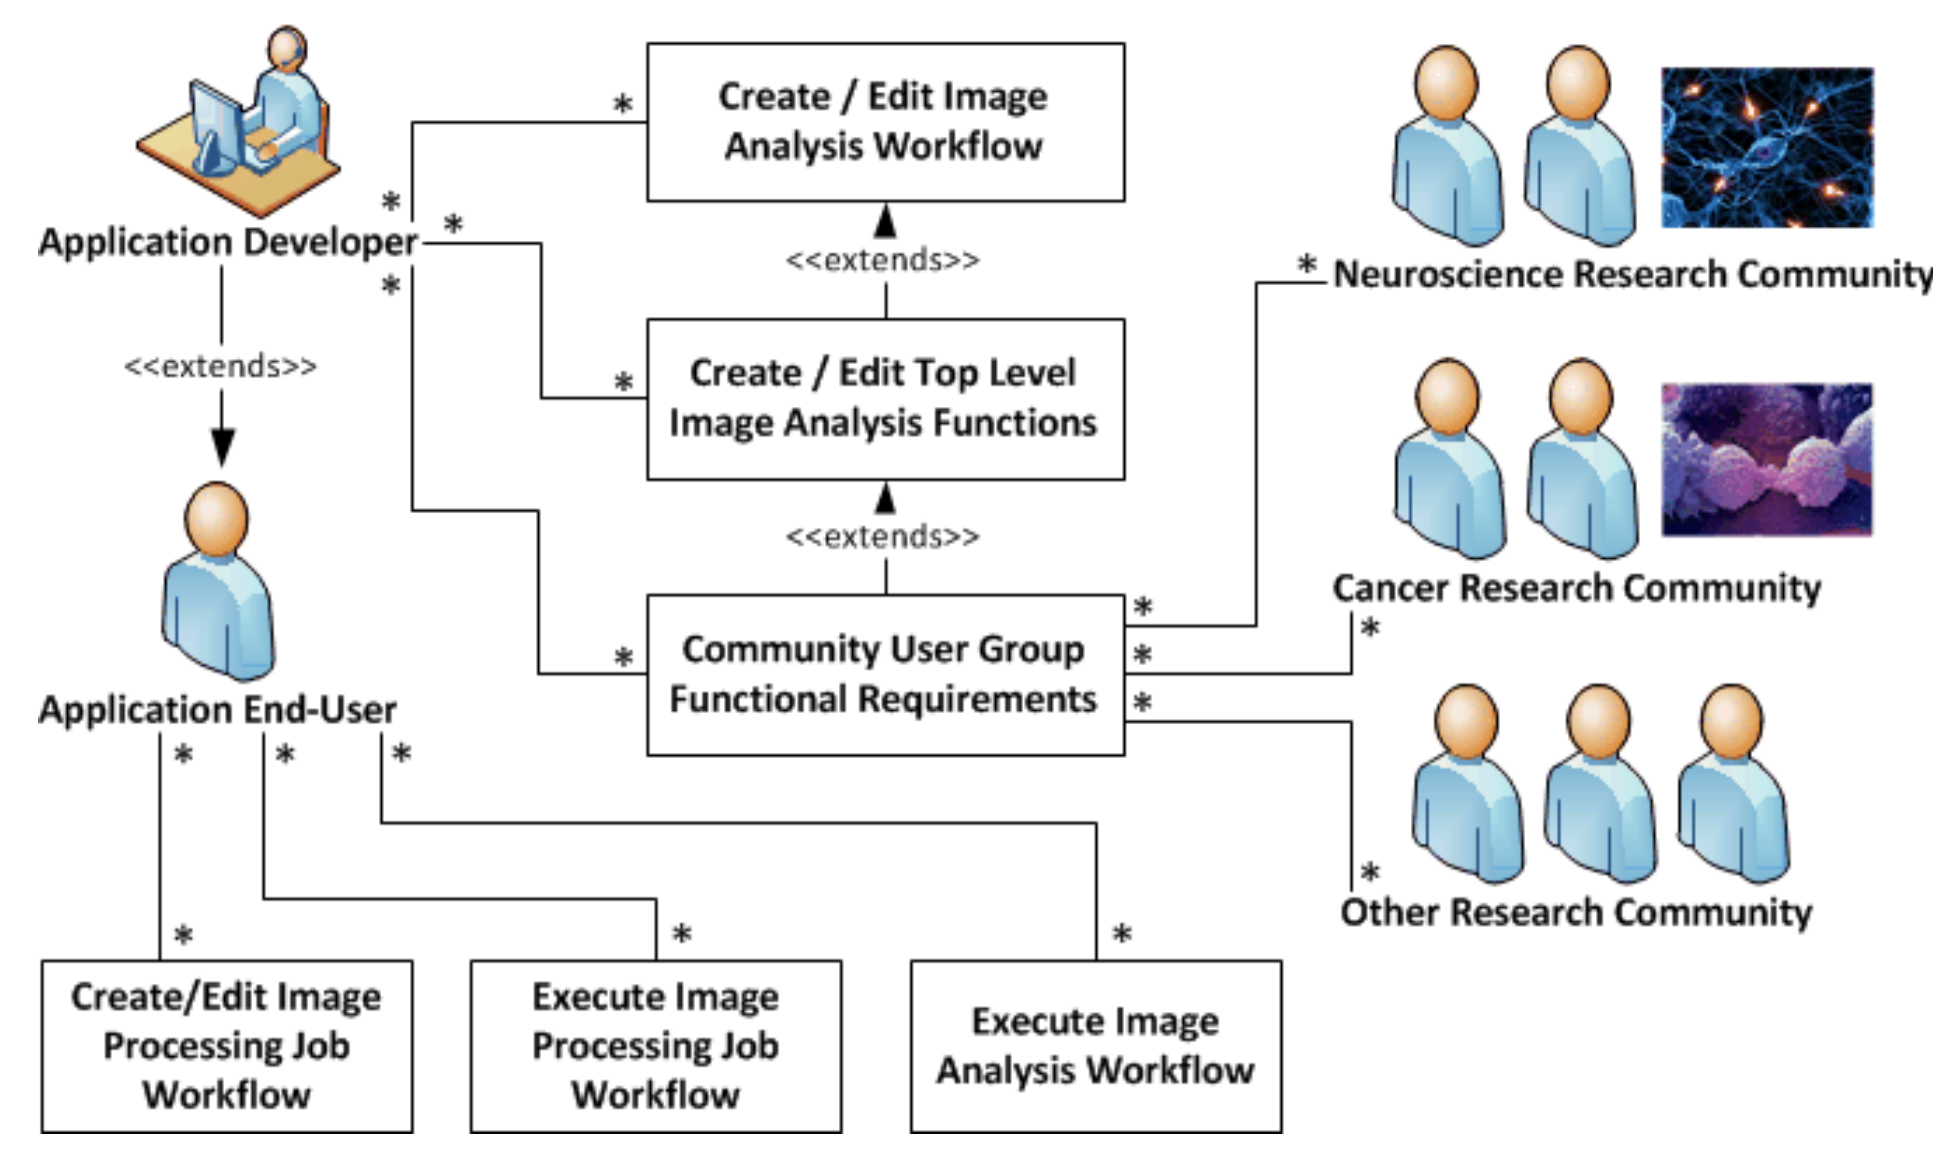 Create / Edit Image
Analysis Workflow
*
*
*
Application Developer
*
<<extends>>
*
Neuroscience Research Community
<<extends>>
Create / Edit Top Level
Image Analysis Functions
*
<<extends>>
Cancer Research Community
*
*
*
*
Community User Group
Functional Requirements
*
*
Application End-User
*
*
*
*
Other Research Community
*
*
*
Create/Edit Image
Processing Job
Workflow
Execute Image
Processing Job
Workflow
Execute Image
Analysis Workflow